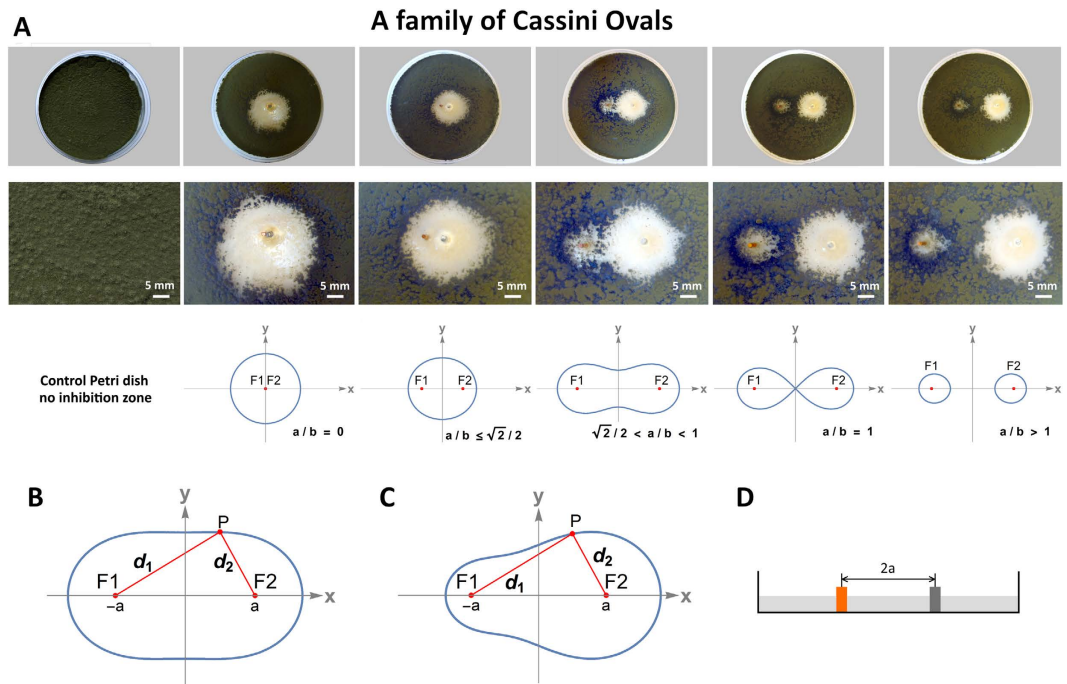 A
A family of Cassini Ovals
5 mm
5 mm
5 mm
5 mm
5 mm
5 mm
Control Petri dish
no inhibition zone
y
F1 F2
x
a / b = 0
y
F1 F2
x
a / b ≤ √2 / 2
y
F1 F2
x
√2 / 2 < a / b < 1
y
F1 F2
x
a / b = 1
y
F1 F2
x
a / b > 1
B
y
P
d₁ d₂
F1 F2
x
–a a
C
y
P
d₂
d₁
F1 F2
x
–a a
D
2a